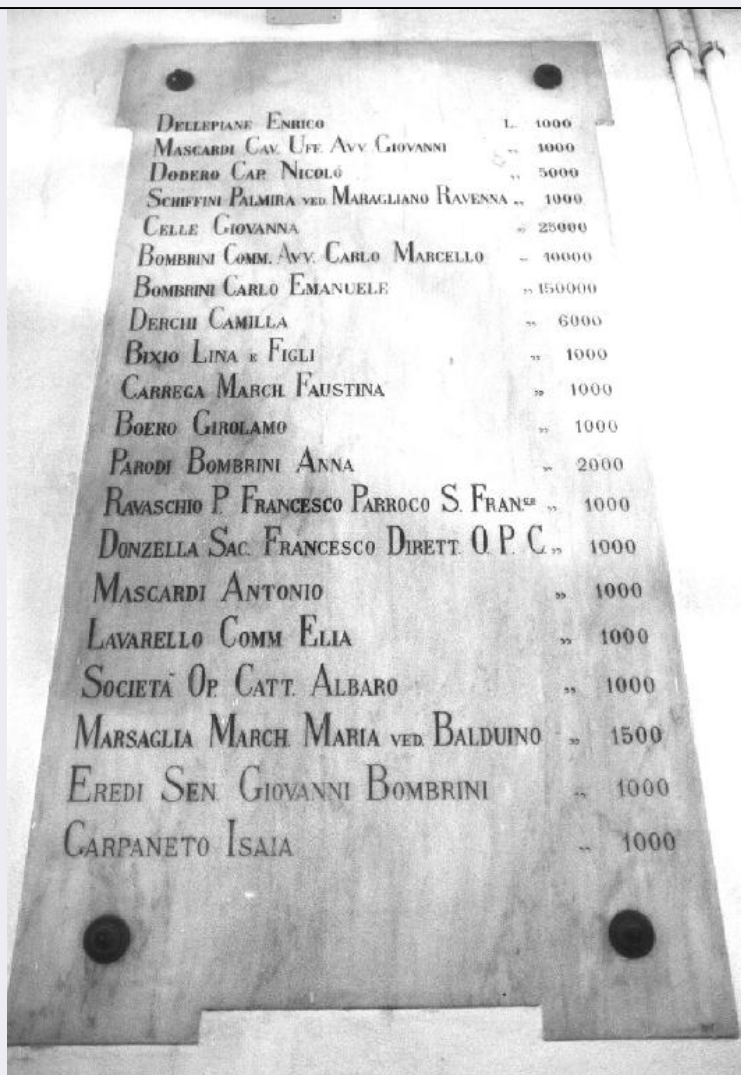 DELLEPIANE ENRICO L. 1000
MASCARDI CAV. UFF. AVV. GIOVANNI „ 1000
DODERO CAP. NICOLÓ „ 5000
SCHIFFINI PALMIRA VED. MARAGLIANO RAVENNA „ 1000
CELLE GIOVANNA „ 25000
BOMBRINI COMM. AVV. CARLO MARCELLO „ 10000
BOMBRINI CARLO EMANUELE „ 150000
DERCHI CAMILLA „ 6000
BIXIO LINA E FIGLI „ 1000
CARREGA MARCH. FAUSTINA „ 1000
BOERO GIROLAMO „ 1000
PARODI BOMBRINI ANNA „ 2000
RAVASCHIO P. FRANCESCO PARROCO S. FRAN.CO „ 1000
DONZELLA SAC. FRANCESCO DIRETT. O. P. C. „ 1000
MASCARDI ANTONIO „ 1000
LAVARELLO COMM ELIA „ 1000
SOCIETÀ OP. CATT. ALBARO „ 1000
MARSAGLIA MARCH. MARIA VED. BALDUINO „ 1500
EREDI SEN. GIOVANNI BOMBRINI „ 1000
CARPANETO ISAIA „ 1000